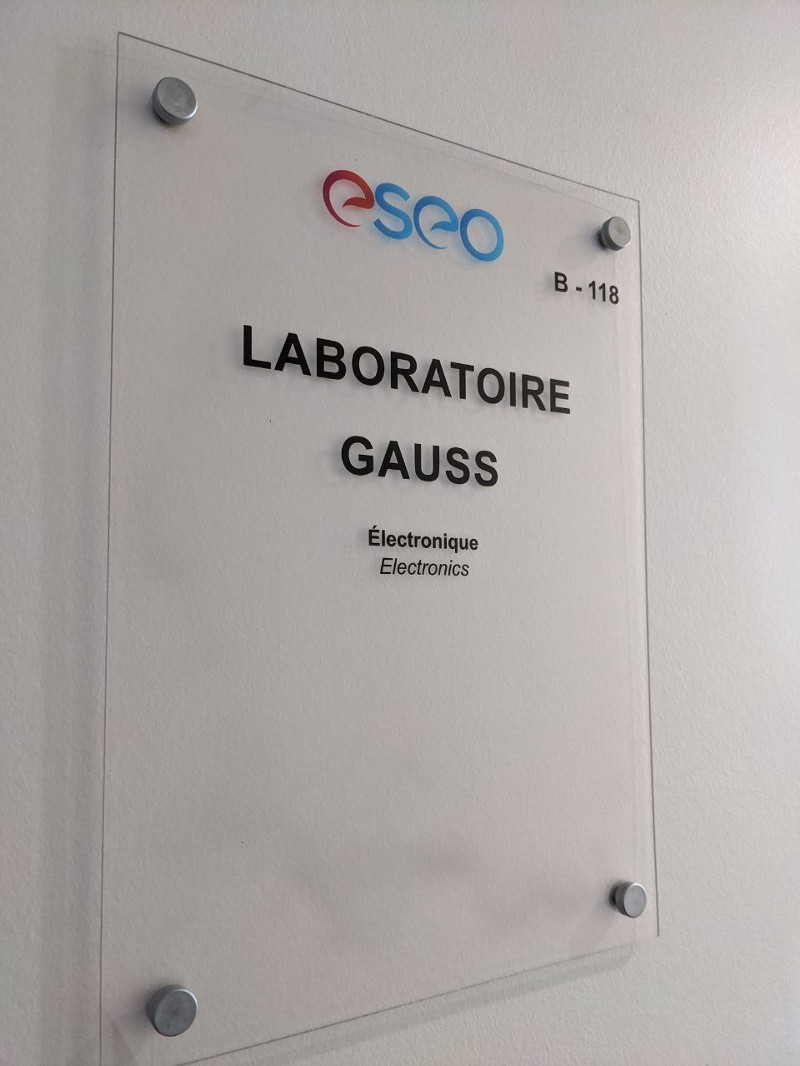 eseo
B - 118
LABORATOIRE
GAUSS
Électronique
Electronics